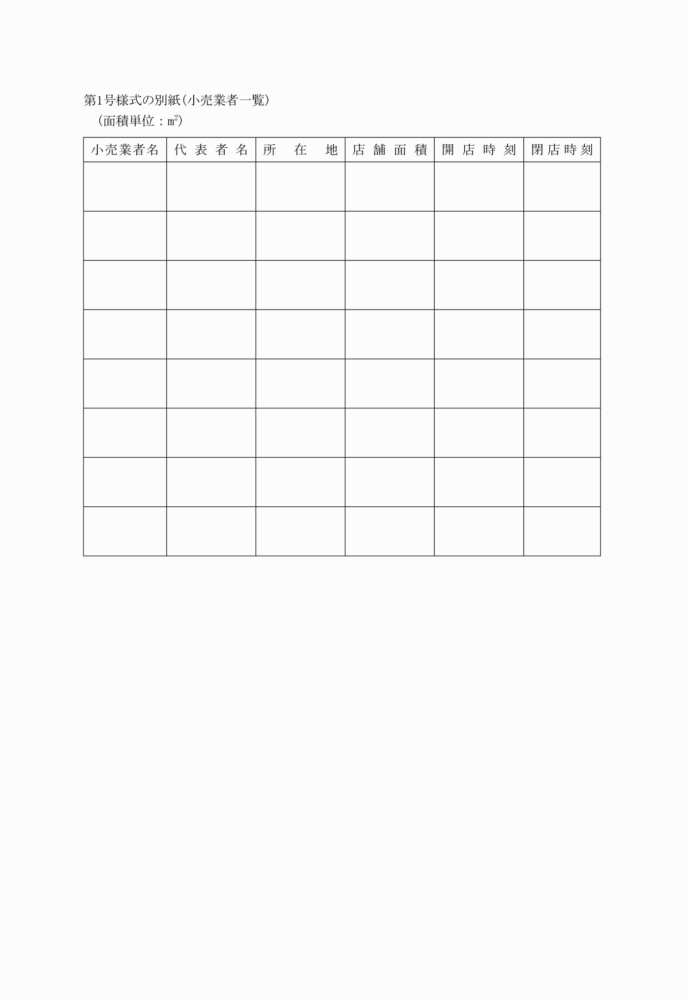 第1号様式の別紙(小売業者一覧)
(面積単位：m²)
小売業者名 代表者名 所在地 店舗面積 開店時刻 閉店時刻